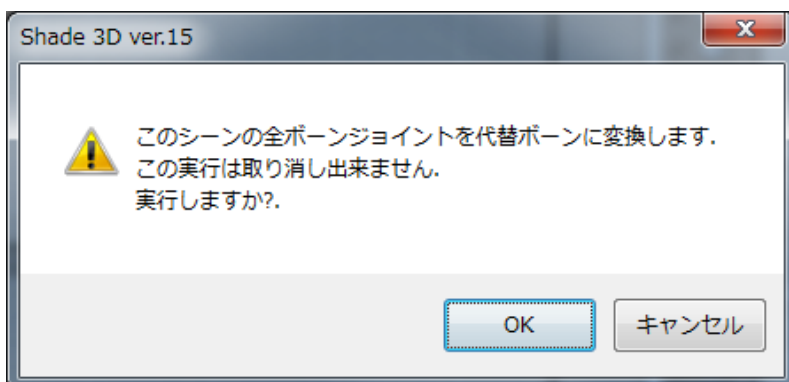 Shade 3D ver.15
このシーンの全ボーンジョイントを代替ボーンに変換します.
この実行は取り消し出来ません.
実行しますか?.
OK
キャンセル